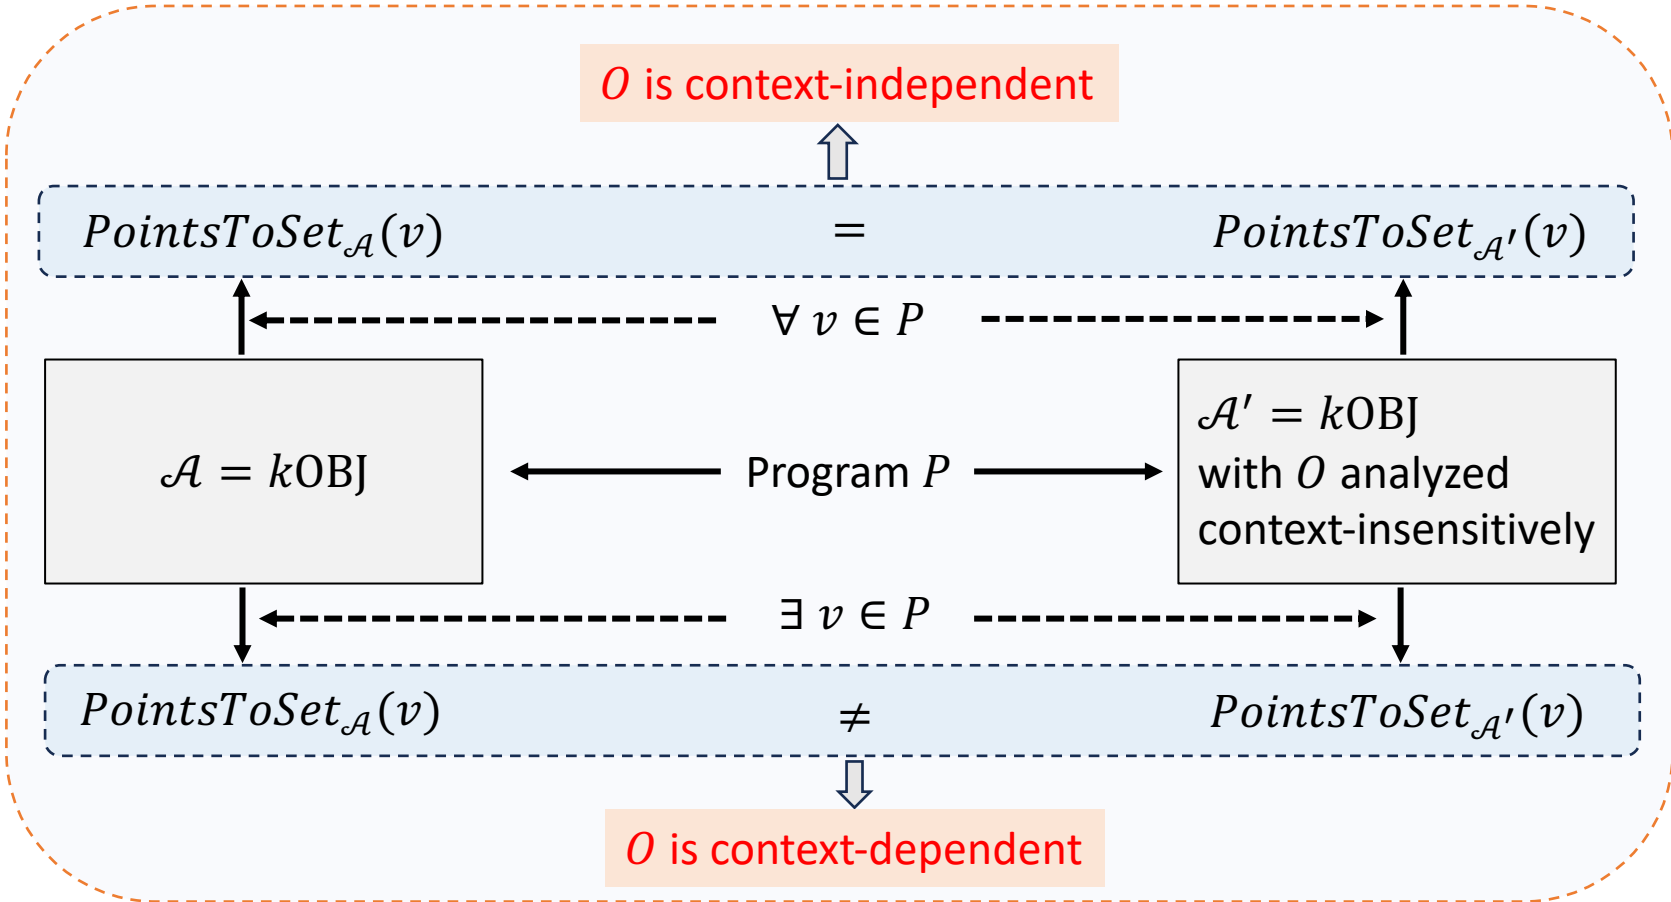 O is context-independent
PointsToSet𝒜(v) = PointsToSet𝒜′(v)
∀ v ∈ P
𝒜 = kOBJ
Program P
𝒜′ = kOBJ
with O analyzed
context-insensitively
∃ v ∈ P
PointsToSet𝒜(v) ≠ PointsToSet𝒜′(v)
O is context-dependent